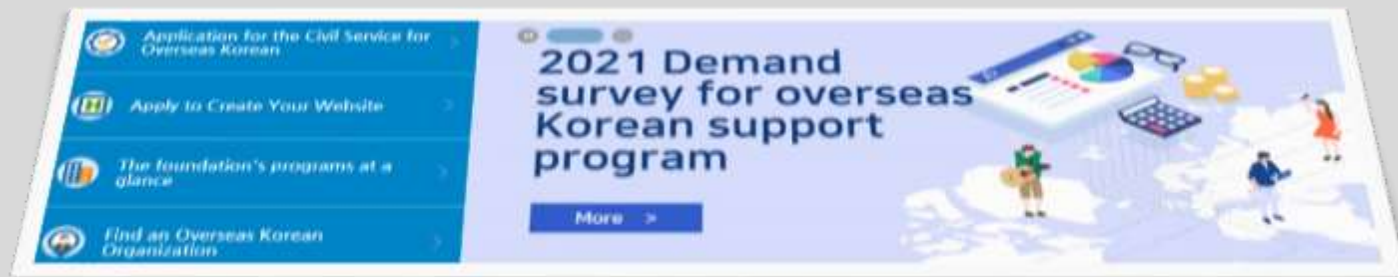 Application for the Civil Service for
Overseas Korean
Apply to Create Your Website
The foundation's programs at a
glance
Find an Overseas Korean
Organization
2021 Demand
survey for overseas
Korean support
program
More >